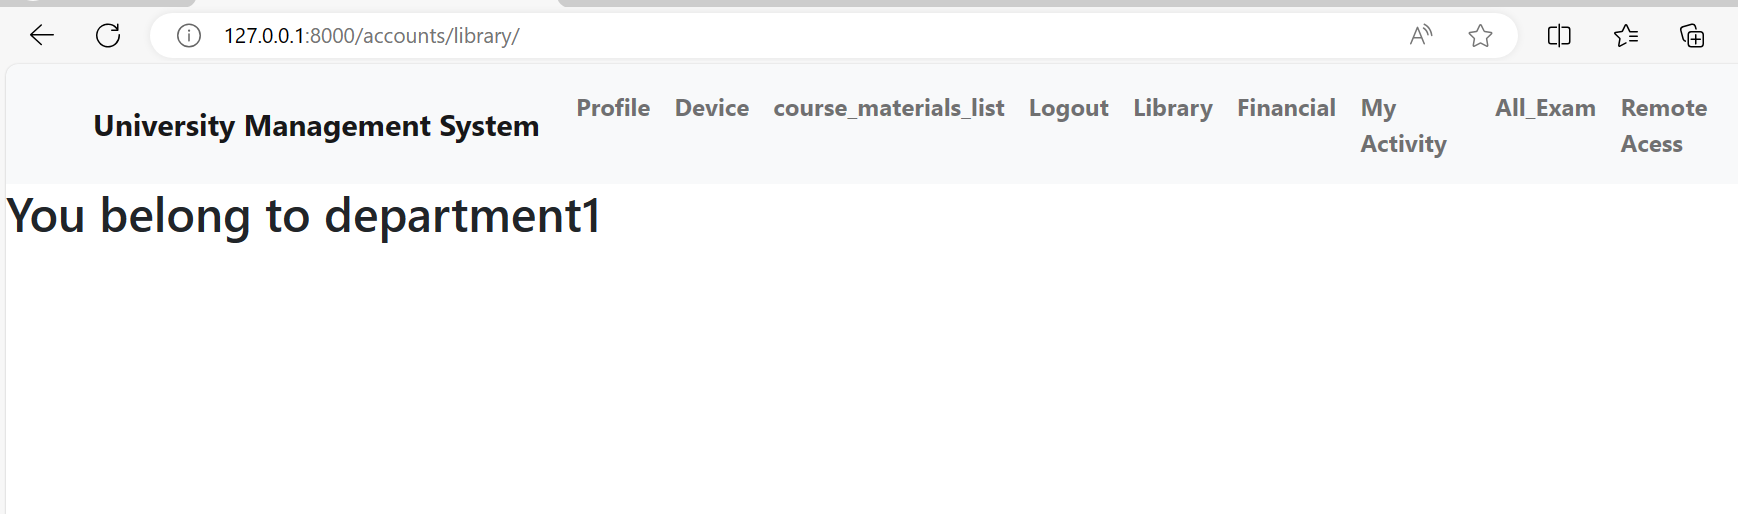 127.0.0.1:8000/accounts/library/
University Management System
Profile Device course_materials_list Logout Library Financial My Activity All_Exam Remote Acess
You belong to department1